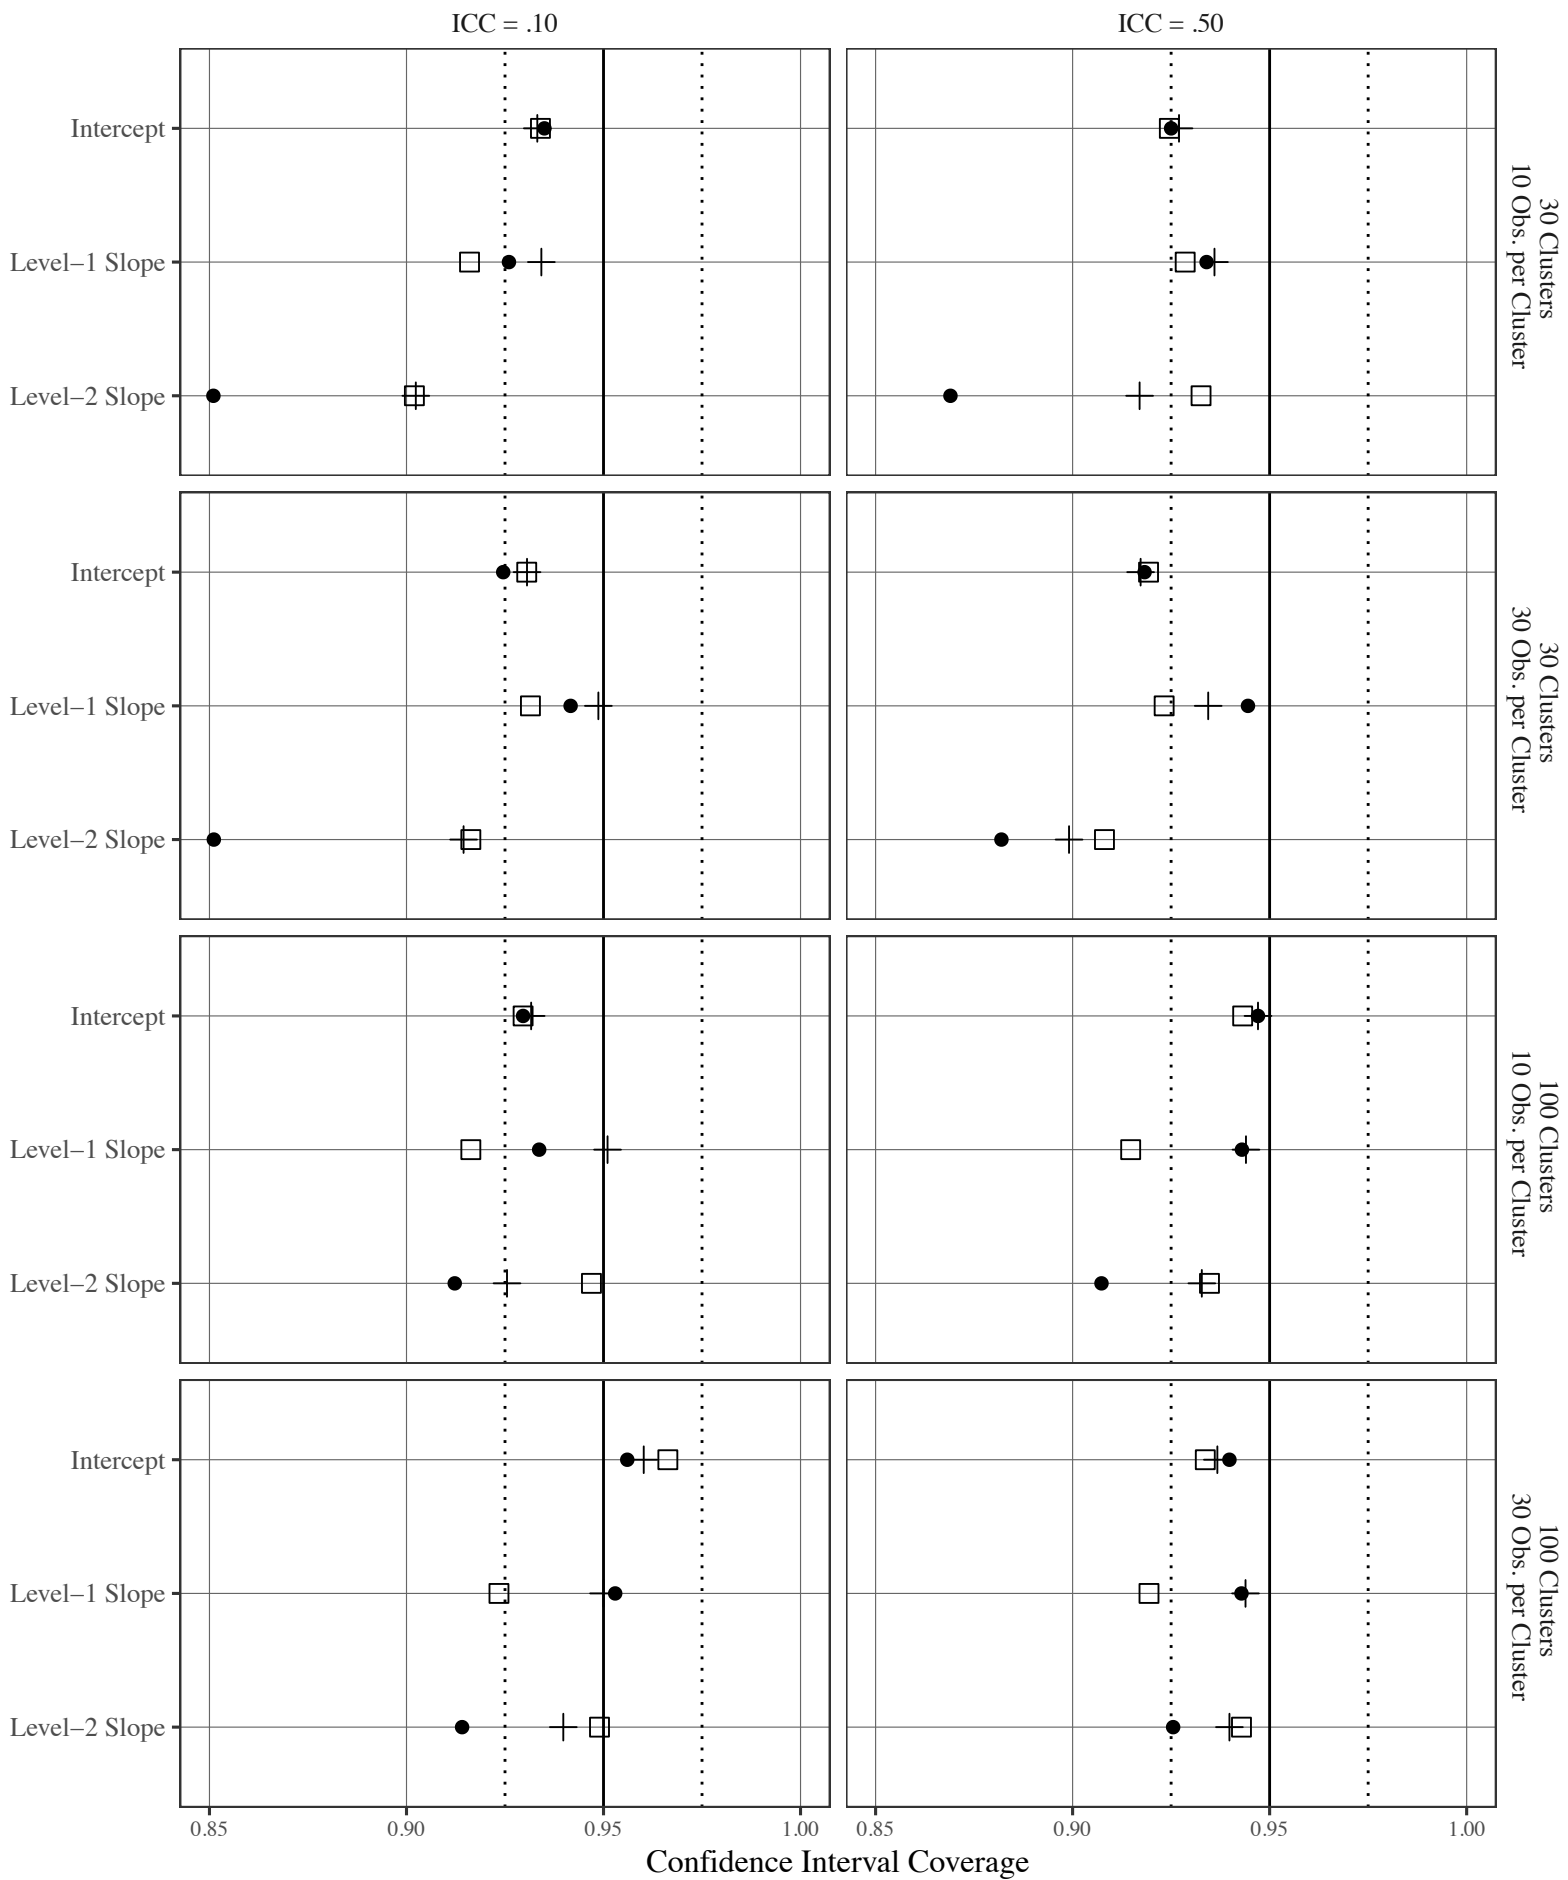 ICC = .10
ICC = .50
Intercept
Level−1 Slope
Level−2 Slope
30 Clusters
10 Obs. per Cluster
Intercept
Level−1 Slope
Level−2 Slope
30 Clusters
30 Obs. per Cluster
Intercept
Level−1 Slope
Level−2 Slope
100 Clusters
10 Obs. per Cluster
Intercept
Level−1 Slope
Level−2 Slope
100 Clusters
30 Obs. per Cluster
0.85 0.90 0.95 1.00
0.85 0.90 0.95 1.00
Confidence Interval Coverage